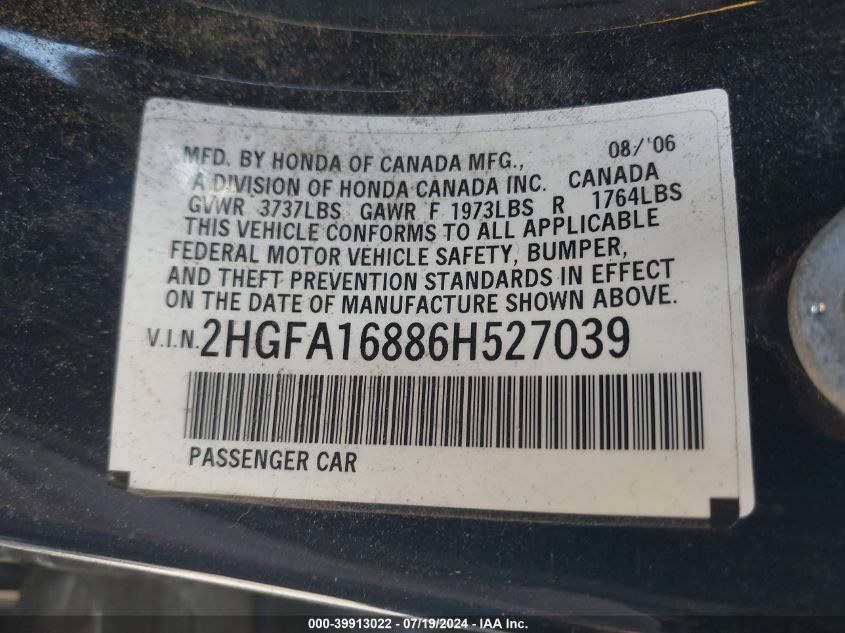 MFD. BY HONDA OF CANADA MFG., 08/'06
A DIVISION OF HONDA CANADA INC. CANADA
GVWR 3737LBS GAWR F 1973LBS R 1764LBS
THIS VEHICLE CONFORMS TO ALL APPLICABLE
FEDERAL MOTOR VEHICLE SAFETY, BUMPER,
AND THEFT PREVENTION STANDARDS IN EFFECT
ON THE DATE OF MANUFACTURE SHOWN ABOVE.
V.I.N. 2HGFA16886H527039
PASSENGER CAR
000-39913022 - 07/19/2024 - IAAI, Inc.